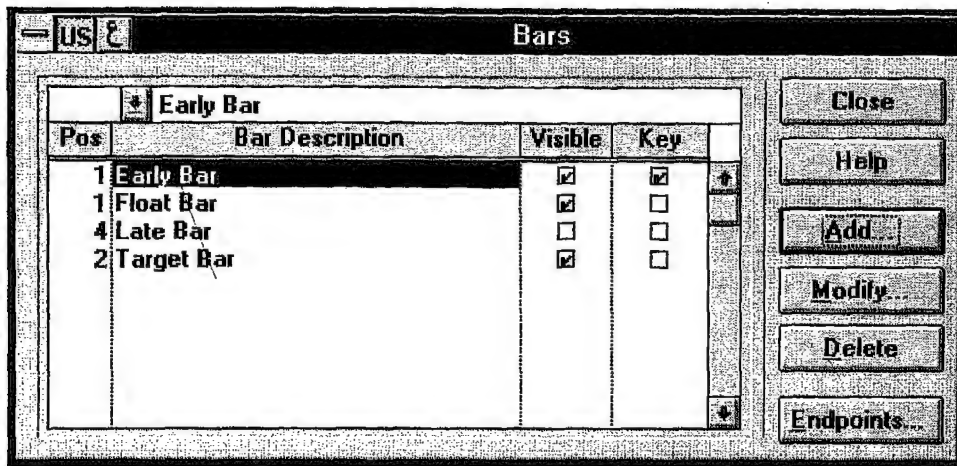 US ع Bars
Early Bar
Pos Bar Description Visible Key
1 Early Bar
1 Float Bar
4 Late Bar
2 Target Bar
Close
Help
Add...
Modify...
Delete
Endpoints...